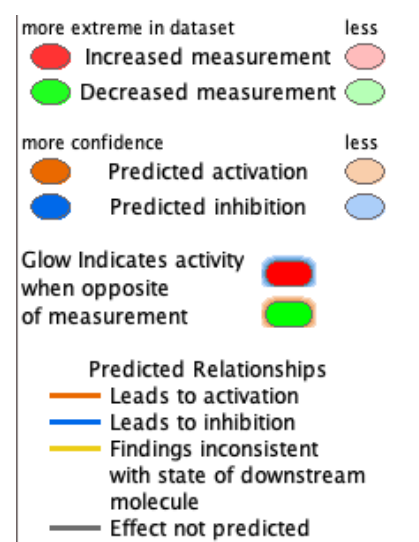 more extreme in dataset less
Increased measurement
Decreased measurement
more confidence less
Predicted activation
Predicted inhibition
Glow Indicates activity
when opposite
of measurement
Predicted Relationships
Leads to activation
Leads to inhibition
Findings inconsistent
with state of downstream
molecule
Effect not predicted